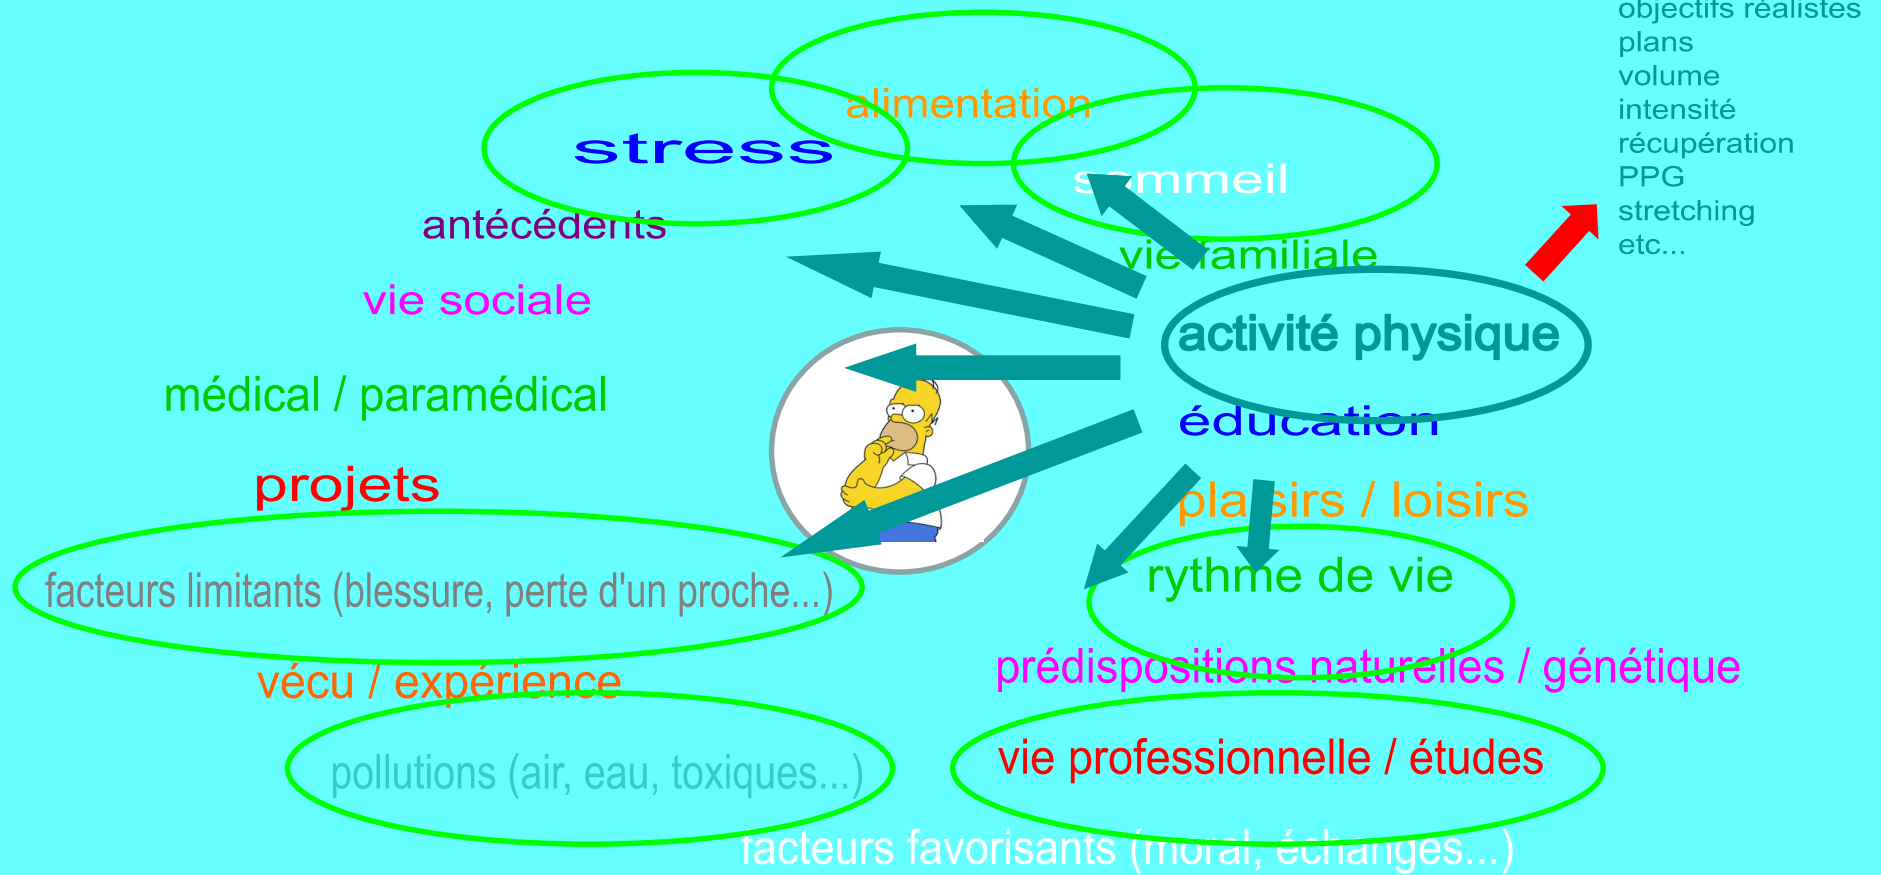 objectifs réalistes
plans
volume
intensité
récupération
PPG
stretching
etc...
alimentation
stress
sommeil
antécédents
vie familiale
vie sociale
activité physique
médical / paramédical
éducation
projets
plaisirs / loisirs
facteurs limitants (blessure, perte d'un proche...)
rythme de vie
vécu / expérience
prédispositions naturelles / génétique
pollutions (air, eau, toxiques...)
vie professionnelle / études
facteurs favorisants (moral, échanges...)